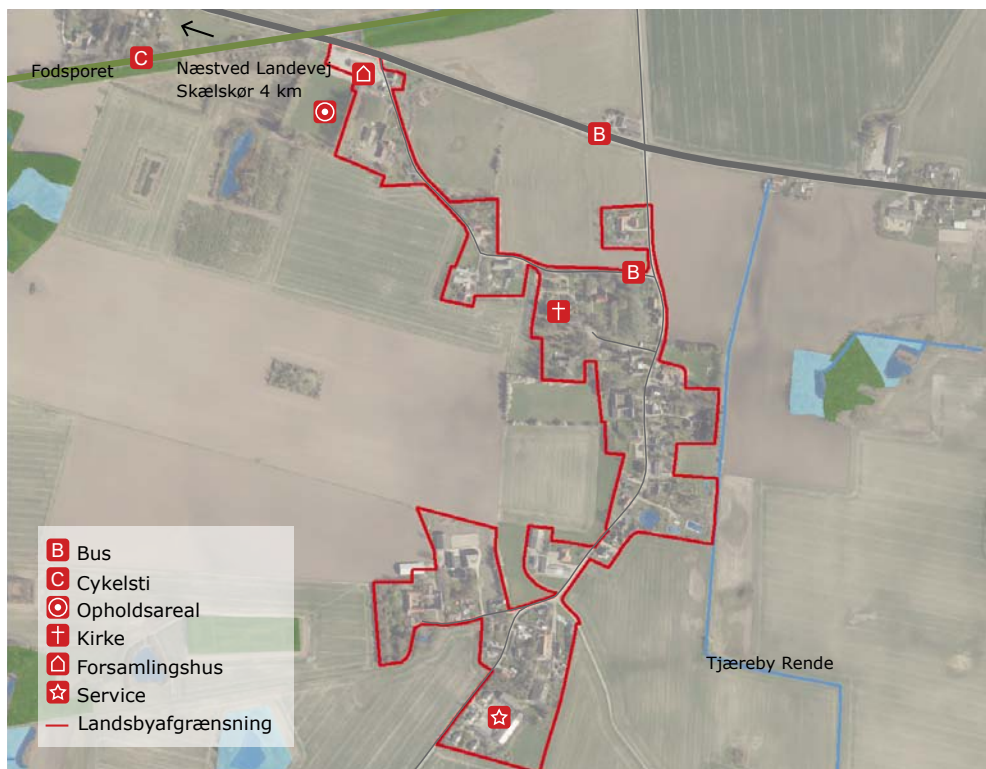 C
Fodsporet
Næstved Landevej
Skælskør 4 km
B
B
B Bus
C Cykelsti
Opholdsareal
Kirke
Forsamlingshus
Service
Landsbyafgrænsning
Tjæreby Rende